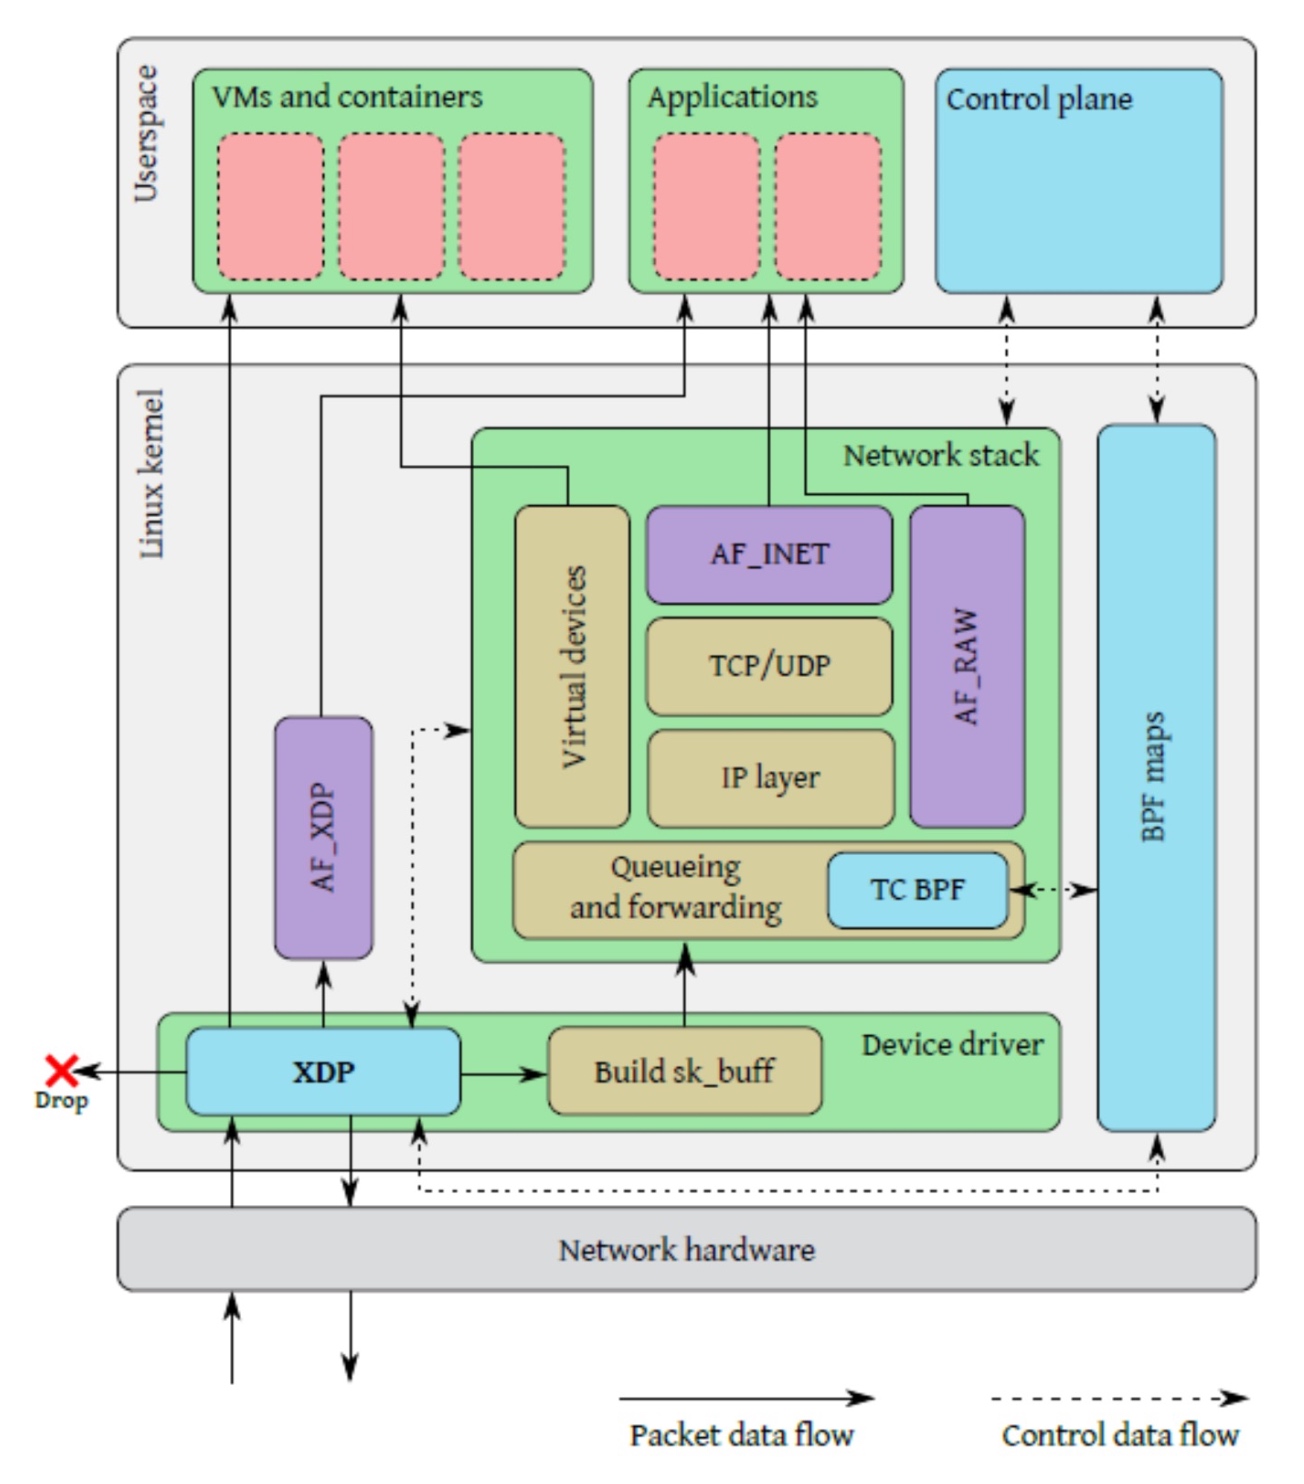 Userspace
VMs and containers
Applications
Control plane
Linux kernel
Network stack
Virtual devices
AF_INET
TCP/UDP
IP layer
AF_RAW
BPF maps
AF_XDP
Queueing
and forwarding
TC BPF
Device driver
XDP
Build sk_buff
Drop
Network hardware
Packet data flow
Control data flow